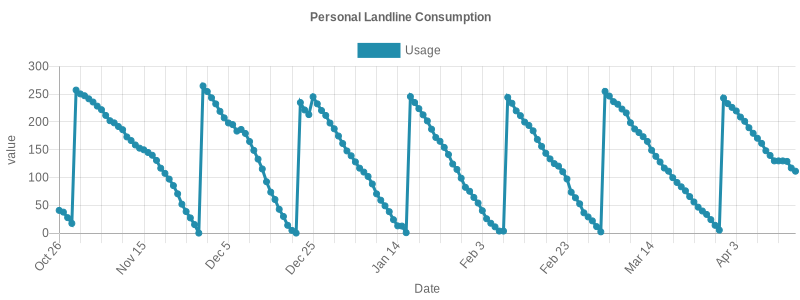 Personal Landline Consumption
Usage
300
250
200
150
100
50
0
value
Oct 26
Nov 15
Dec 5
Dec 25
Jan 14
Feb 3
Feb 23
Mar 14
Apr 3
Date